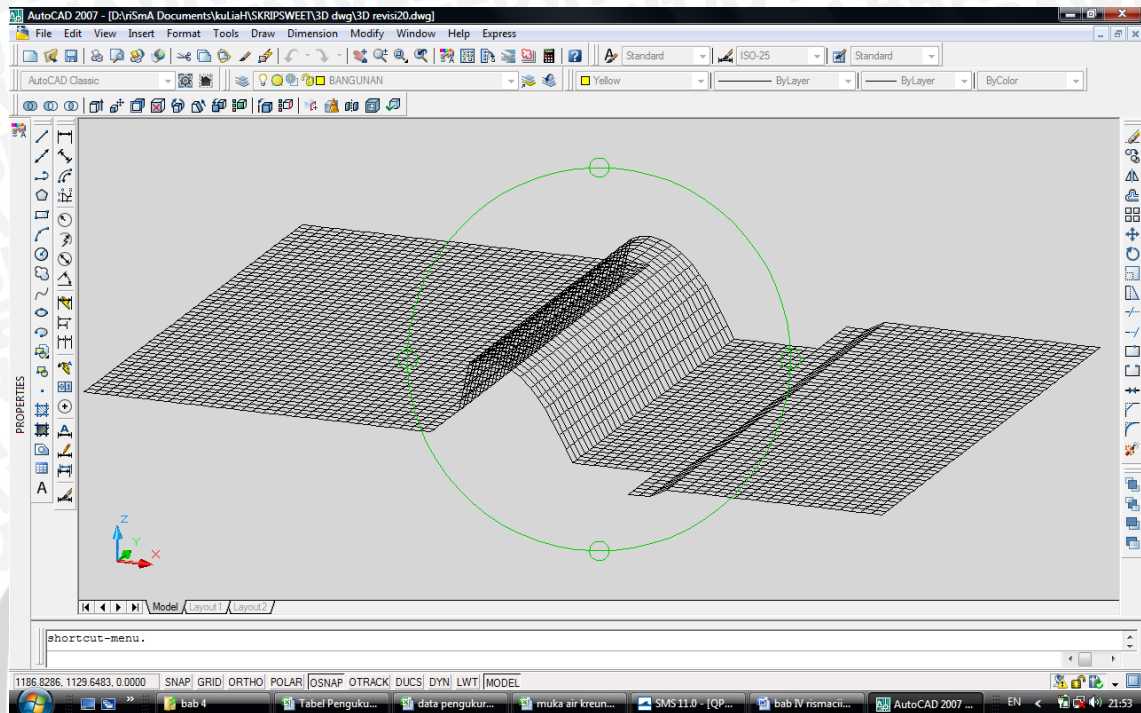 AutoCAD 2007 - [D:\riSmA Documents\kuLiaH\SKRIPSWEET\3D dwg\3D revisi20.dwg]
File Edit View Insert Format Tools Draw Dimension Modify Window Help Express
Standard ISO-25 Standard
AutoCAD Classic BANGUNAN Yellow ByLayer ByLayer ByColor
PROPERTIES
A
Z
Y
X
Model Layout1 Layout2
shortcut-menu.
1186.8286, 1129.6483, 0.0000 SNAP GRID ORTHO POLAR OSNAP OTRACK DUCS DYN LWT MODEL
bab 4 Tabel Penguku... data pengukur... muka air kreun... SMS 11.0 - [QP... bab IV rismacii... AutoCAD 2007 ... EN 21:53